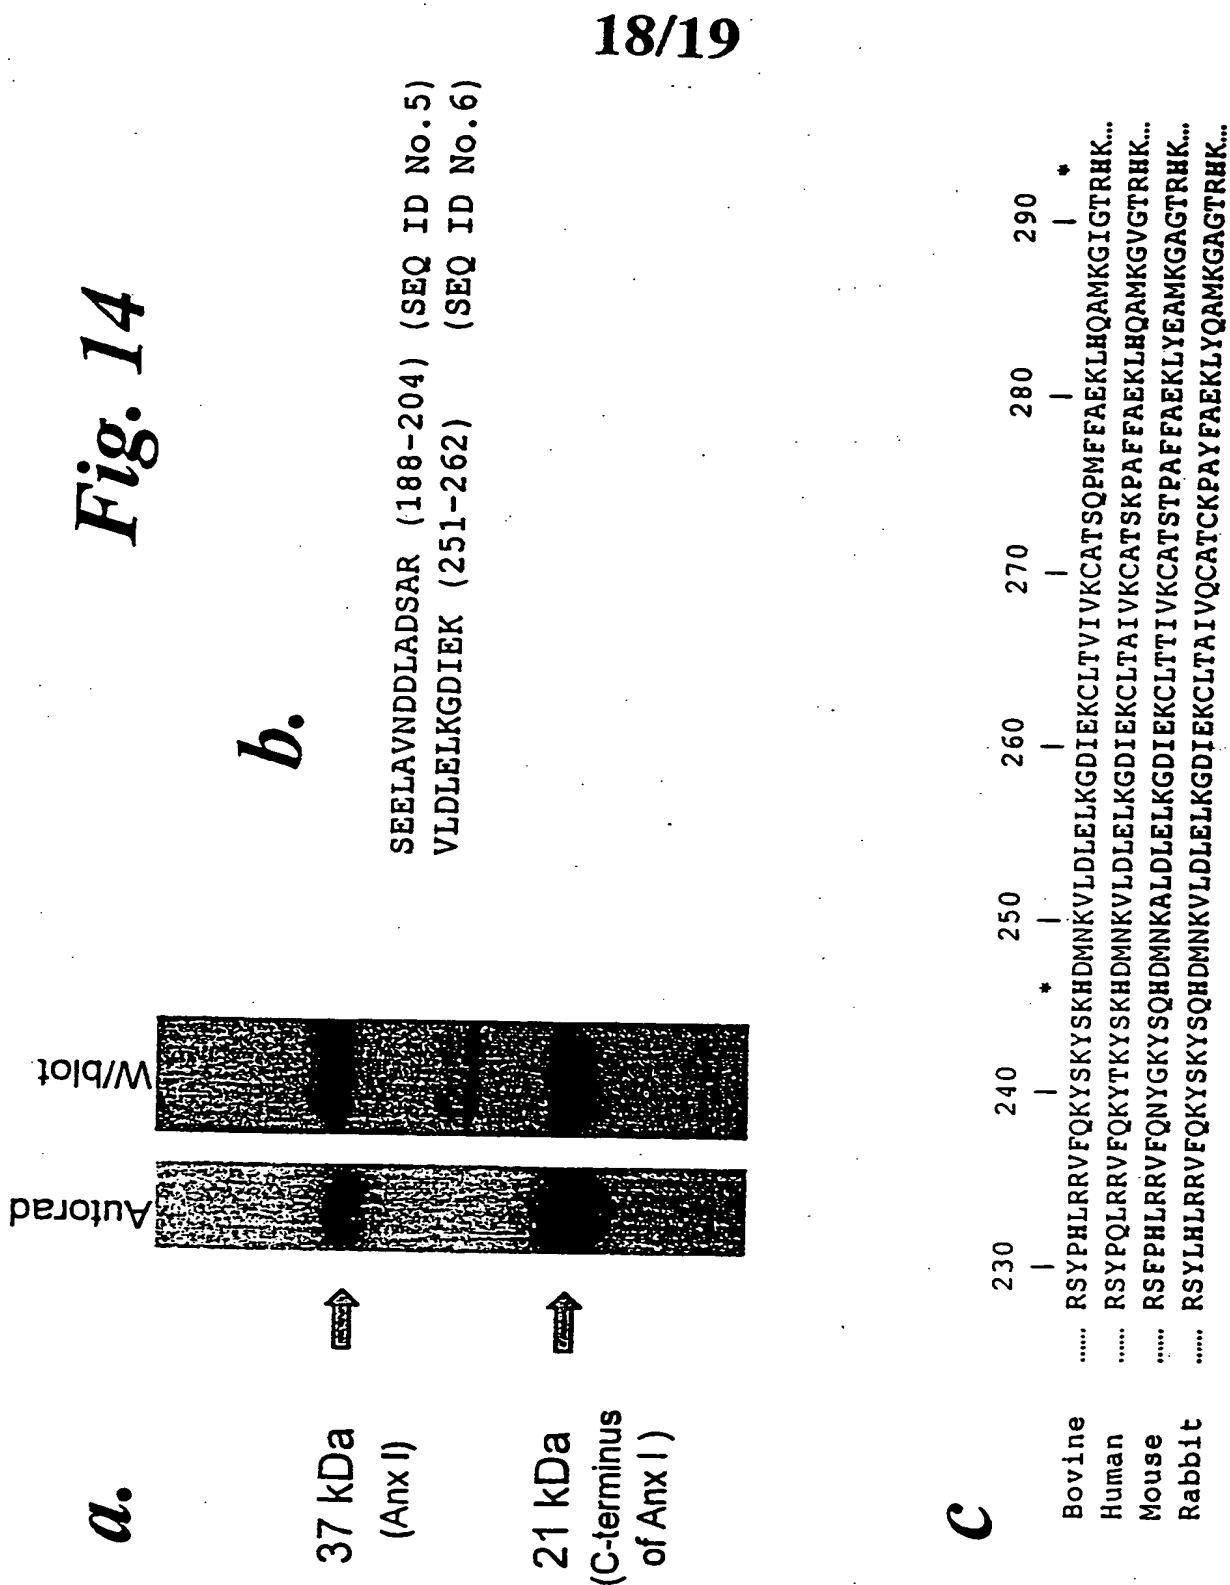 18/19
Fig. 14
a.
Autorad
W/blot
37 kDa
(Anx I)
21 kDa
(C-terminus
of Anx I)
b.
SEELAVNDDLADSAR (188-204) (SEQ ID No.5)
VLDLELKGDIEK (251-262) (SEQ ID No.6)
c
230 240 250 260 270 280 290
* *
Bovine ...... RSYPHLRRVFQKYSKYSKHDMNKVLDLELKGDIEKCLTVIVKCATSQPMFFAEKLHQAMKGIGTRHK...
Human ...... RSYPQLRRVFQKYTKYSKHDMNKVLDLELKGDIEKCLTAIVKCATSKPAFFAEKLHQAMKGVGTRHK...
Mouse ...... RSFPHLRRVFQNYGKYSQHDMNKALDLELKGDIEKCLTTIVKCATSTPAFFAEKLYEAMKGAGTRHK...
Rabbit ...... RSYLHLRRVFQKYSKYSQHDMNKVLDLELKGDIEKCLTAIVQCATCKPAYFAEKLYQAMKGAGTRHK...